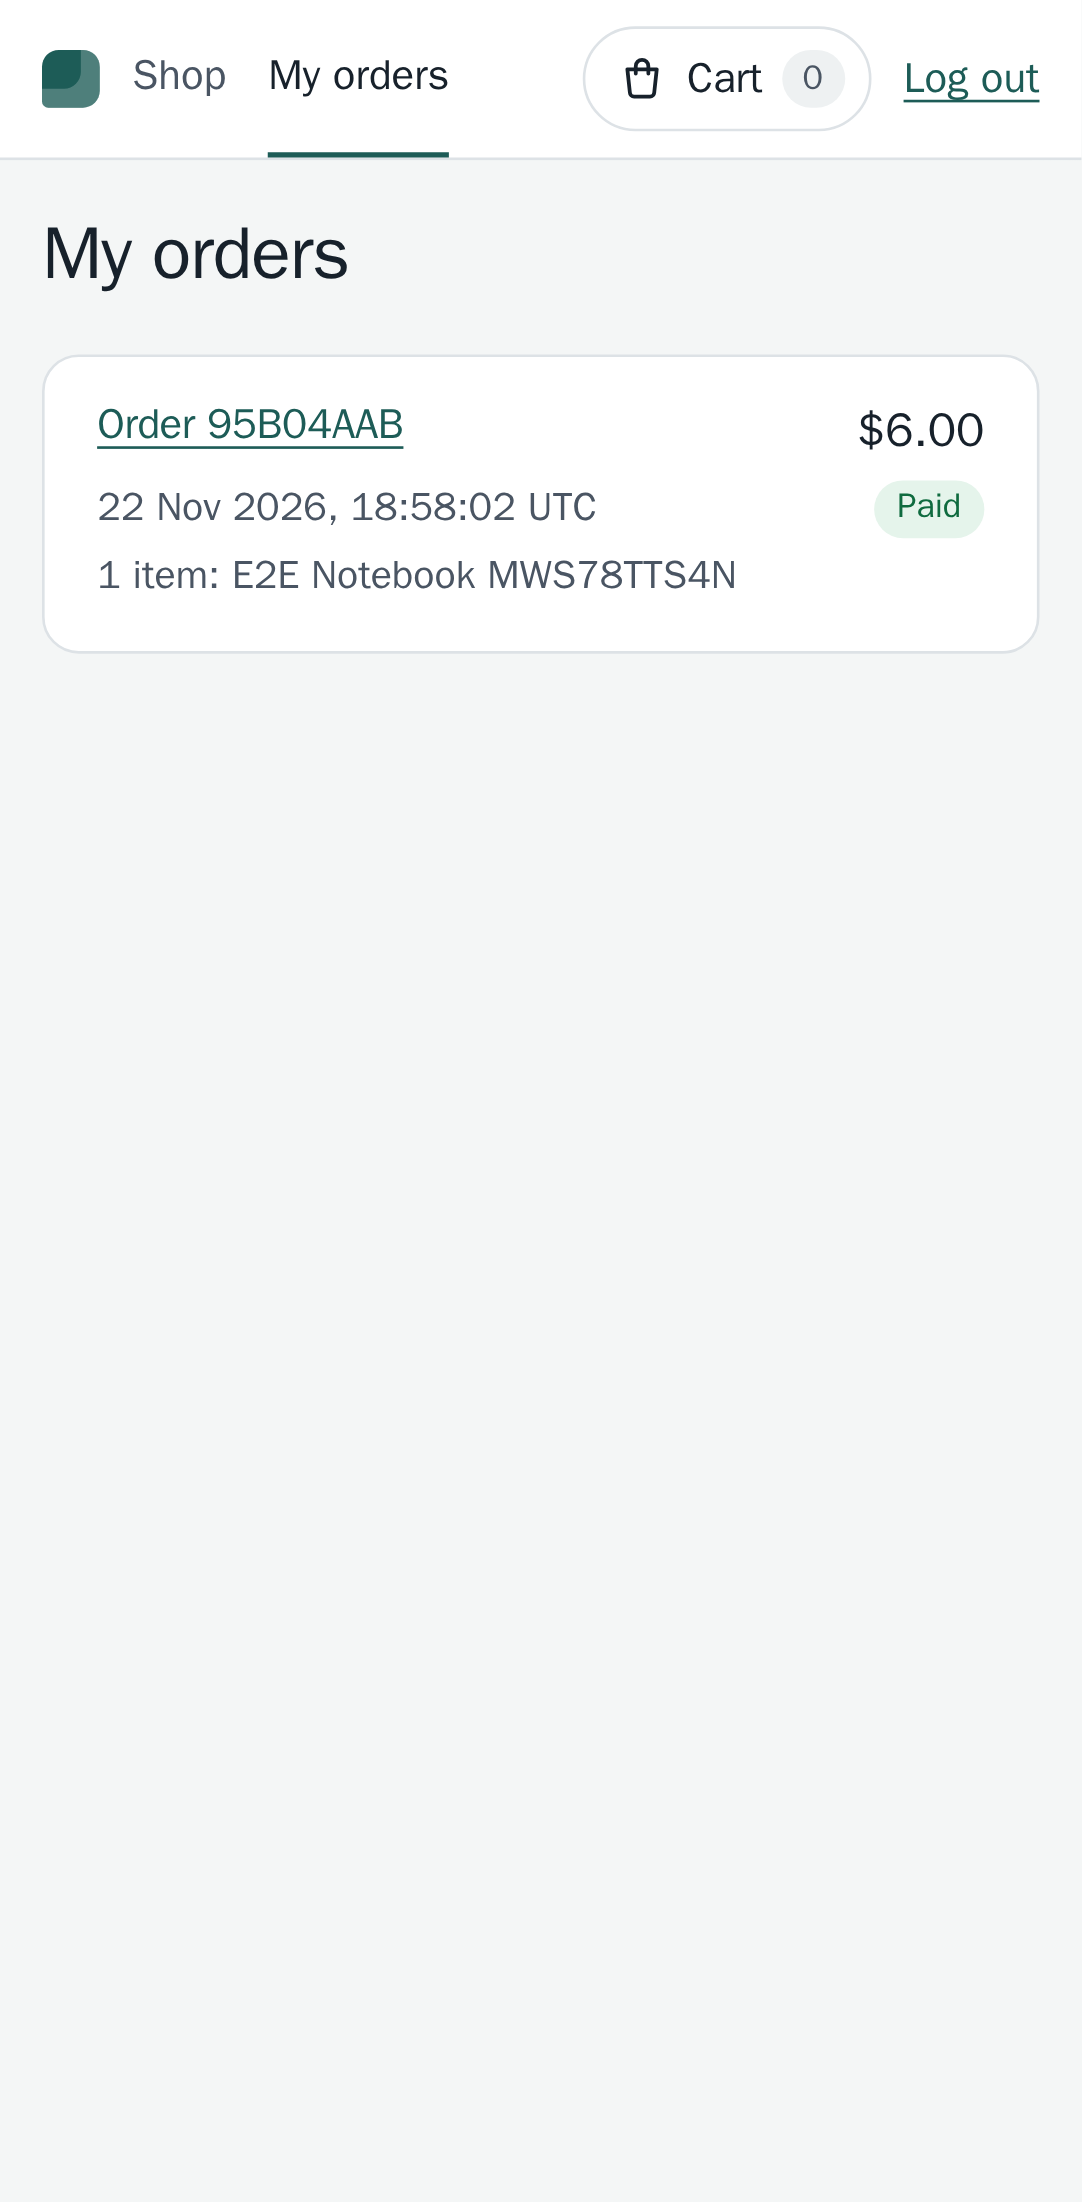 Shop My orders Cart 0 Log out
My orders
Order 95B04AAB $6.00
22 Nov 2026, 18:58:02 UTC Paid
1 item: E2E Notebook MWS78TTS4N